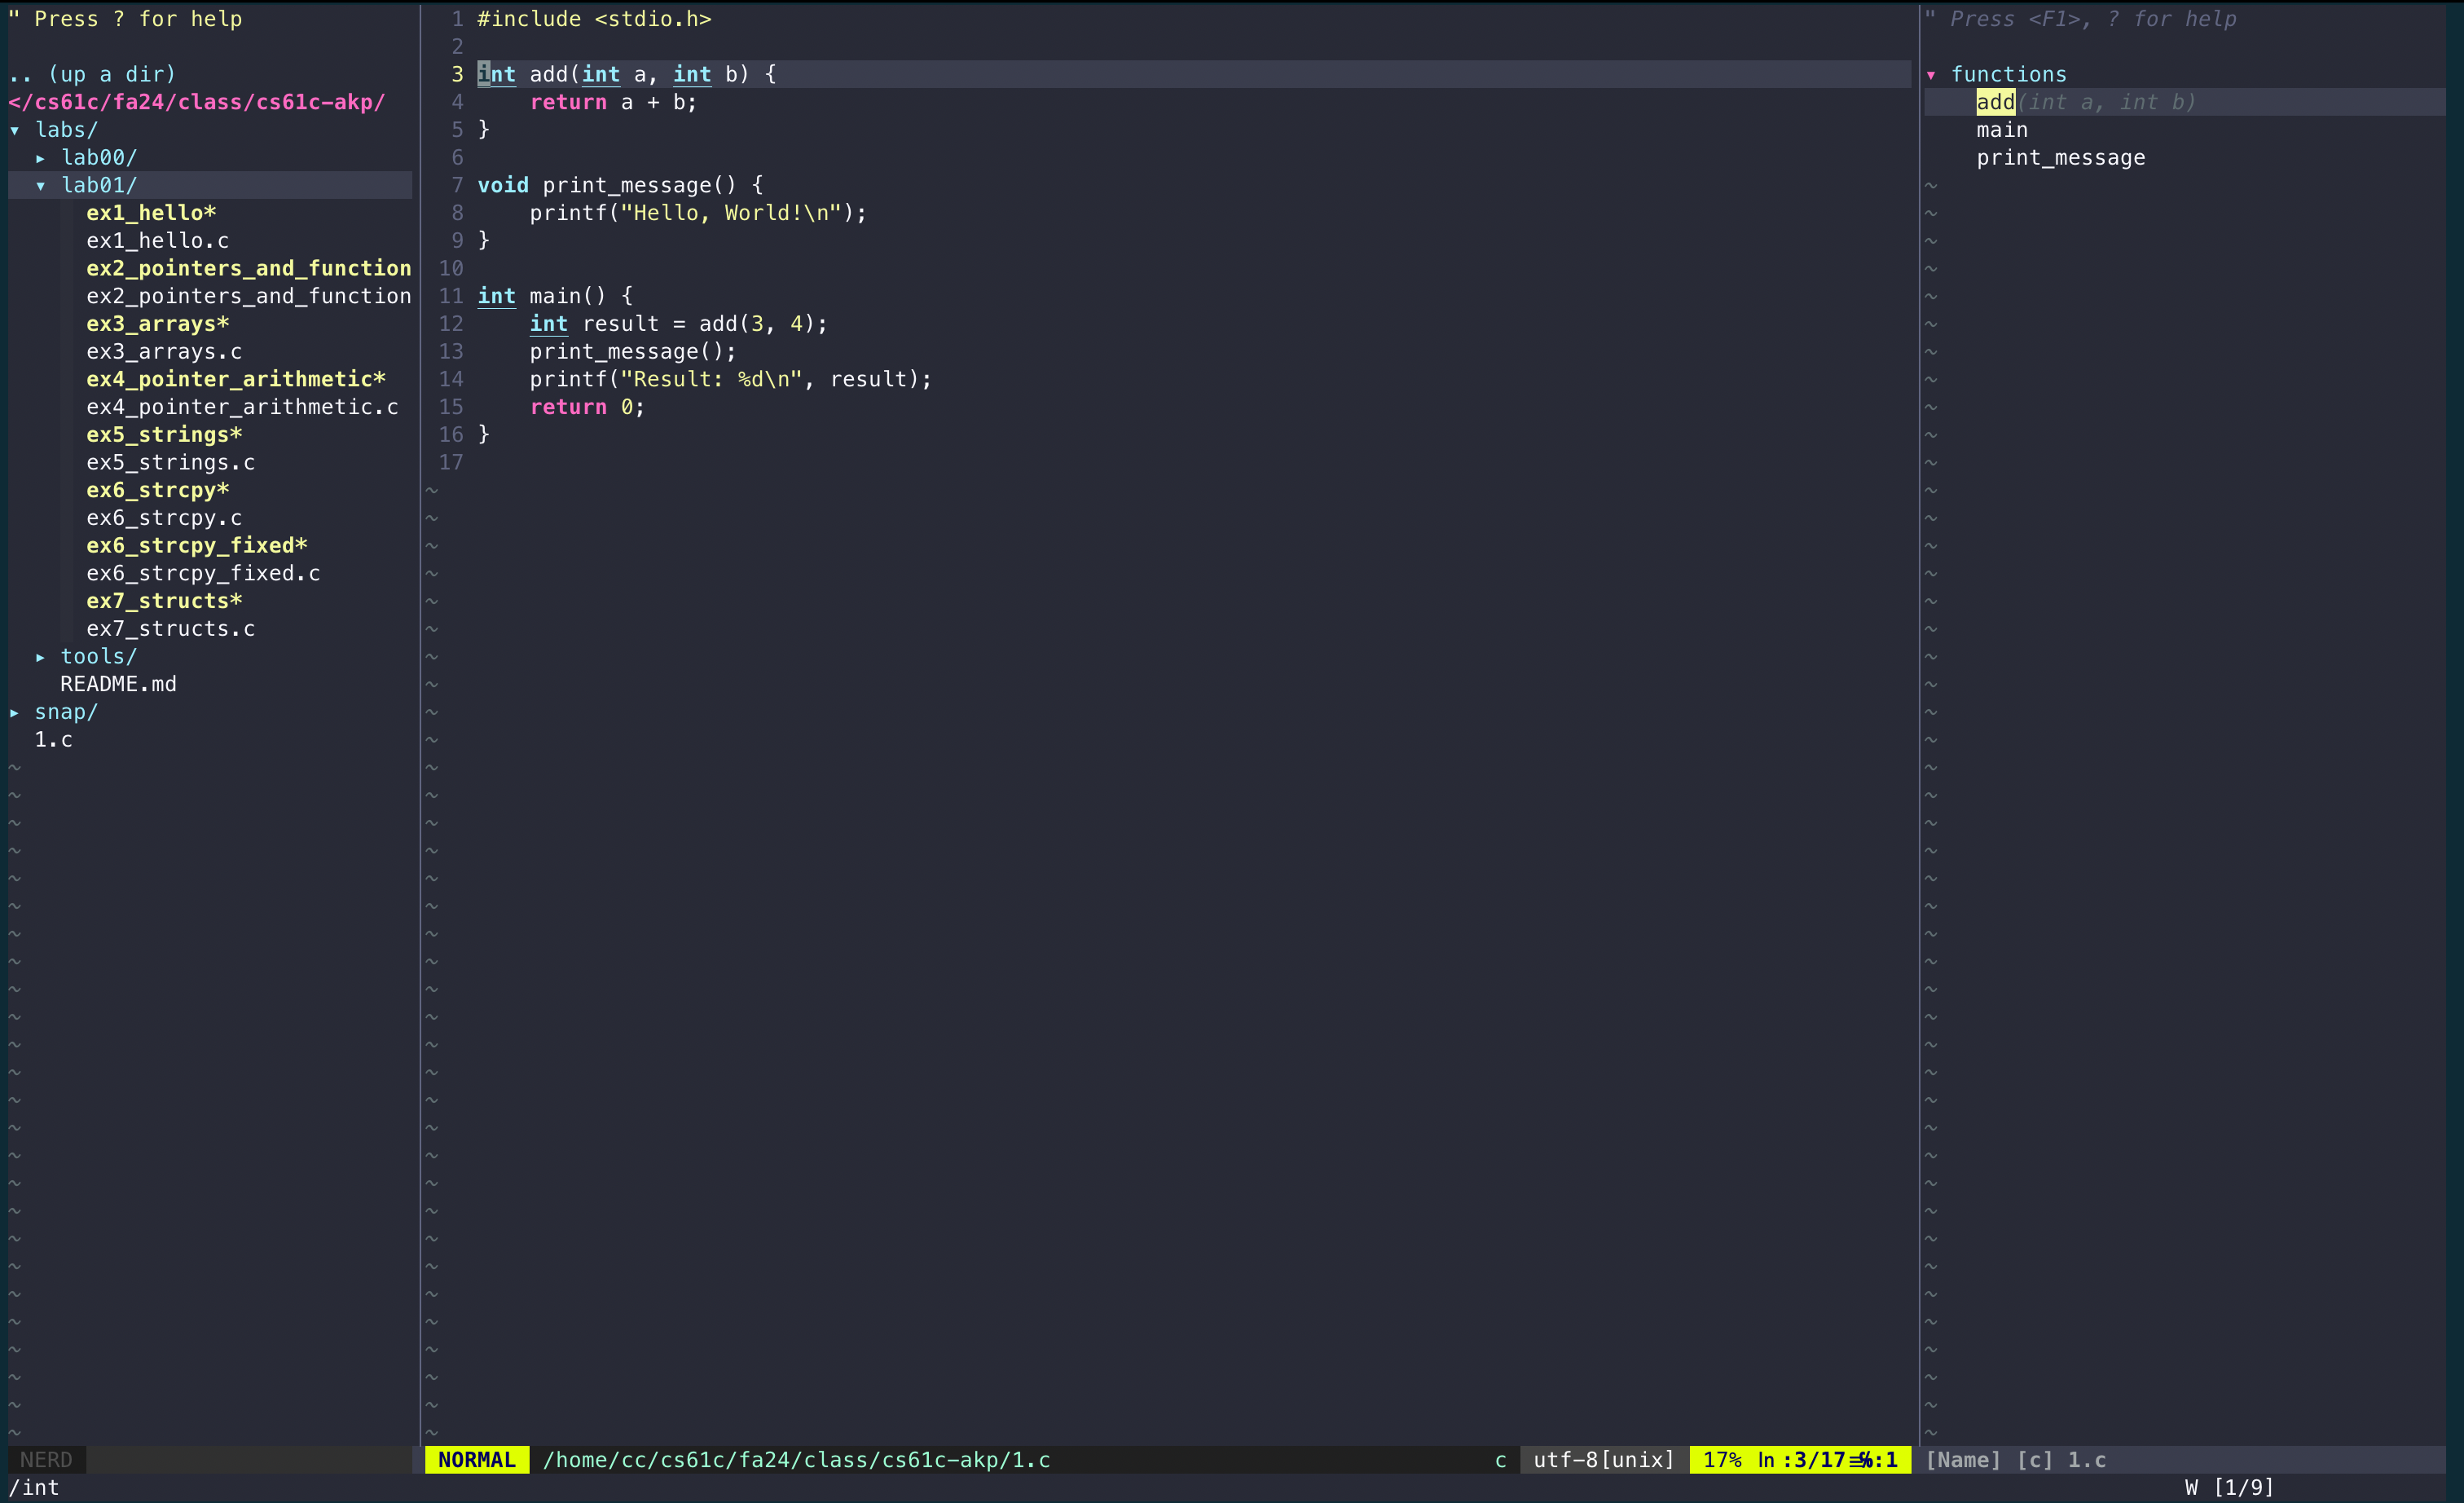 " Press ? for help
.. (up a dir)
</cs61c/fa24/class/cs61c-akp/
▾ labs/
▸ lab00/
▾ lab01/
ex1_hello*
ex1_hello.c
ex2_pointers_and_function
ex2_pointers_and_function
ex3_arrays*
ex3_arrays.c
ex4_pointer_arithmetic*
ex4_pointer_arithmetic.c
ex5_strings*
ex5_strings.c
ex6_strcpy*
ex6_strcpy.c
ex6_strcpy_fixed*
ex6_strcpy_fixed.c
ex7_structs*
ex7_structs.c
▸ tools/
README.md
▸ snap/
1.c
1 #include <stdio.h>
2
3 int add(int a, int b) {
4     return a + b;
5 }
6
7 void print_message() {
8     printf("Hello, World!\n");
9 }
10
11 int main() {
12     int result = add(3, 4);
13     print_message();
14     printf("Result: %d\n", result);
15     return 0;
16 }
17
" Press <F1>, ? for help
▾ functions
add(int a, int b)
main
print_message
NERD
NORMAL /home/cc/cs61c/fa24/class/cs61c-akp/1.c c utf-8[unix] 17% ln :3/17 :1
[Name] [c] 1.c
/int W [1/9]